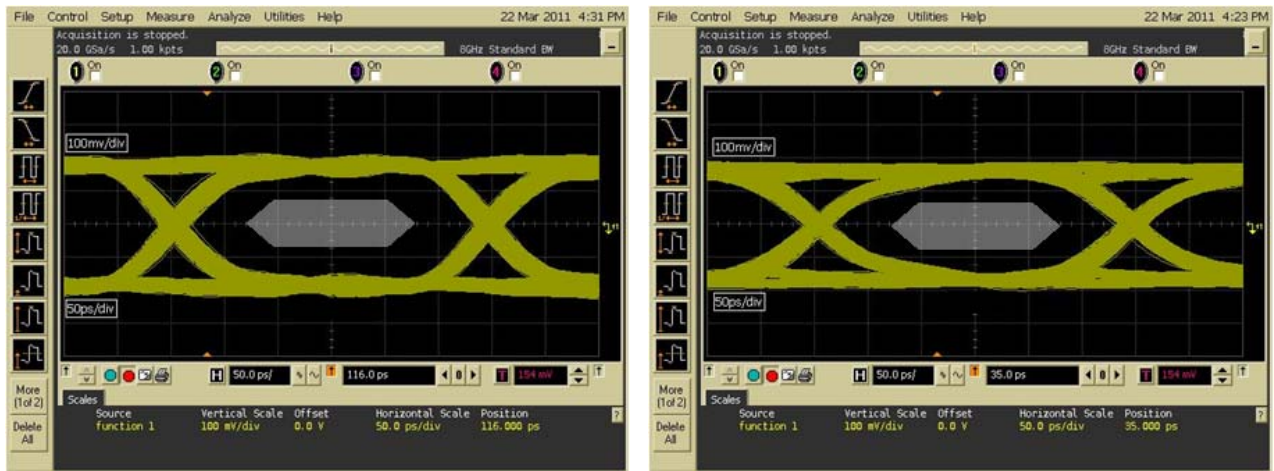 File Control Setup Measure Analyze Utilities Help 22 Mar 2011 4:31 PM
Acquisition is stopped.
20.0 GSa/s 1.00 kpts 8GHz Standard BW
1 On 2 On 3 On 4 On
100mv/div
50ps/div
More
(1of 2)
Delete
All
H 50.0 ps/ 116.0 ps 0 T 154 mV
Scales
Source Vertical Scale Offset Horizontal Scale Position
function 1 100 mV/div 0.0 V 50.0 ps/div 116.000 ps
?
File Control Setup Measure Analyze Utilities Help 22 Mar 2011 4:23 PM
Acquisition is stopped.
20.0 GSa/s 1.00 kpts 8GHz Standard BW
1 On 2 On 3 On 4 On
100mv/div
50ps/div
More
(1of 2)
Delete
All
H 50.0 ps/ 35.0 ps 0 T 154 mV
Scales
Source Vertical Scale Offset Horizontal Scale Position
function 1 100 mV/div 0.0 V 50.0 ps/div 35.000 ps
?